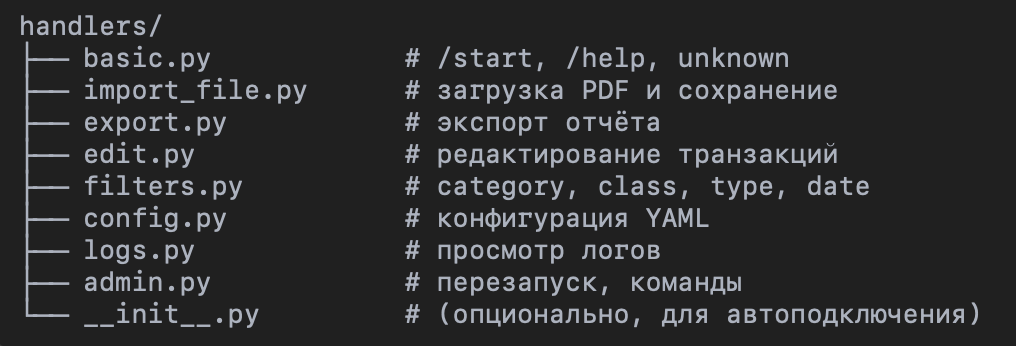 handlers/
├── basic.py            # /start, /help, unknown
├── import_file.py      # загрузка PDF и сохранение
├── export.py           # экспорт отчёта
├── edit.py             # редактирование транзакций
├── filters.py          # category, class, type, date
├── config.py           # конфигурация YAML
├── logs.py             # просмотр логов
├── admin.py            # перезапуск, команды
└── __init__.py         # (опционально, для автоподключения)